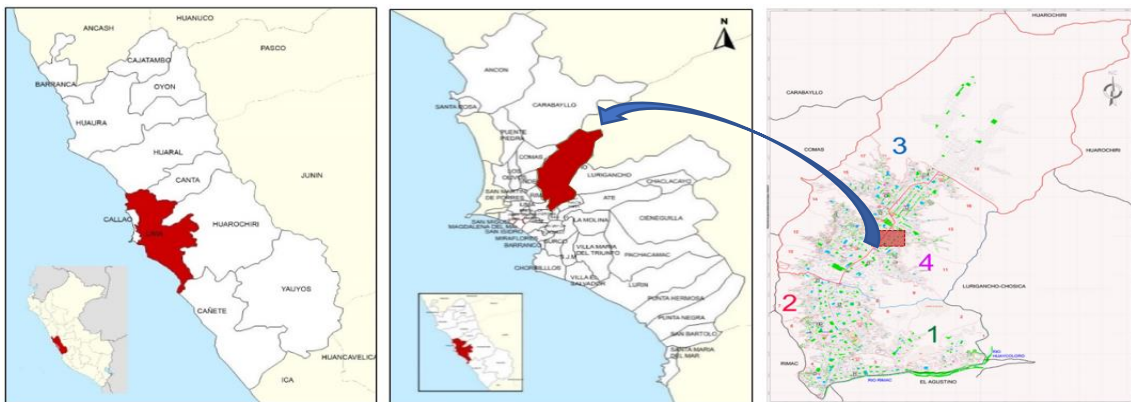 HUANUCO
ANCASH
PASCO
CAJATAMBO
BARRANCA
OYON
HUAURA
HUARAL
JUNIN
CANTA
CALLAO
HUAROCHIRI
LIMA
YAUYOS
CAÑETE
HUANCAVELICA
ICA
N
ANCON
CARABAYLLO
SANTA ROSA
PUENTE
PIEDRA
COMAS
LOS
OLIVOS
LURIGANCHO
CHACLACAYO
SAN MARTIN
DE PORRES
LIMA
ATE
CIENEGUILLA
LA MOLINA
SAN MIGUEL
MAGDALENA DEL MAR
SAN ISIDRO
MIRAFLORES
SURCO
BARRANCO
VILLA MARIA
DEL TRIUNFO
PACHACAMAC
S.J.M.
CHORRILLLOS
VILLA EL
SALVADOR
LURIN
PUNTA HERMOSA
PUNTA NEGRA
SAN BARTOLO
SANTA MARIA
DEL MAR
HUAROCHIRI
CARABAYLLO
COMAS
3
HUAROCHIRI
4
LURIGANCHO-CHOSICA
2
1
RIMAC
RIO
HUAYCOLORO
RIO RIMAC
EL AGUSTINO